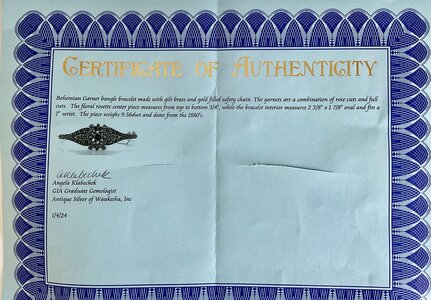 CERTIFICATE OF AUTHENTICITY
Bohemian Garnet bangle bracelet made with gilt brass and gold filled safety chain. The garnets are a combination of rose cuts and full
cuts. The floral rosette center piece measures from top to bottom 3/4", while the bracelet interior measures 2 3/8" x 1 7/8" oval and fits a
7" wrist. The piece weighs 9.56dwt and dates from the 1880's.
Angela Klabechek
GIA Graduate Gemologist
Antique Silver of Waukesha, Inc
1/4/24